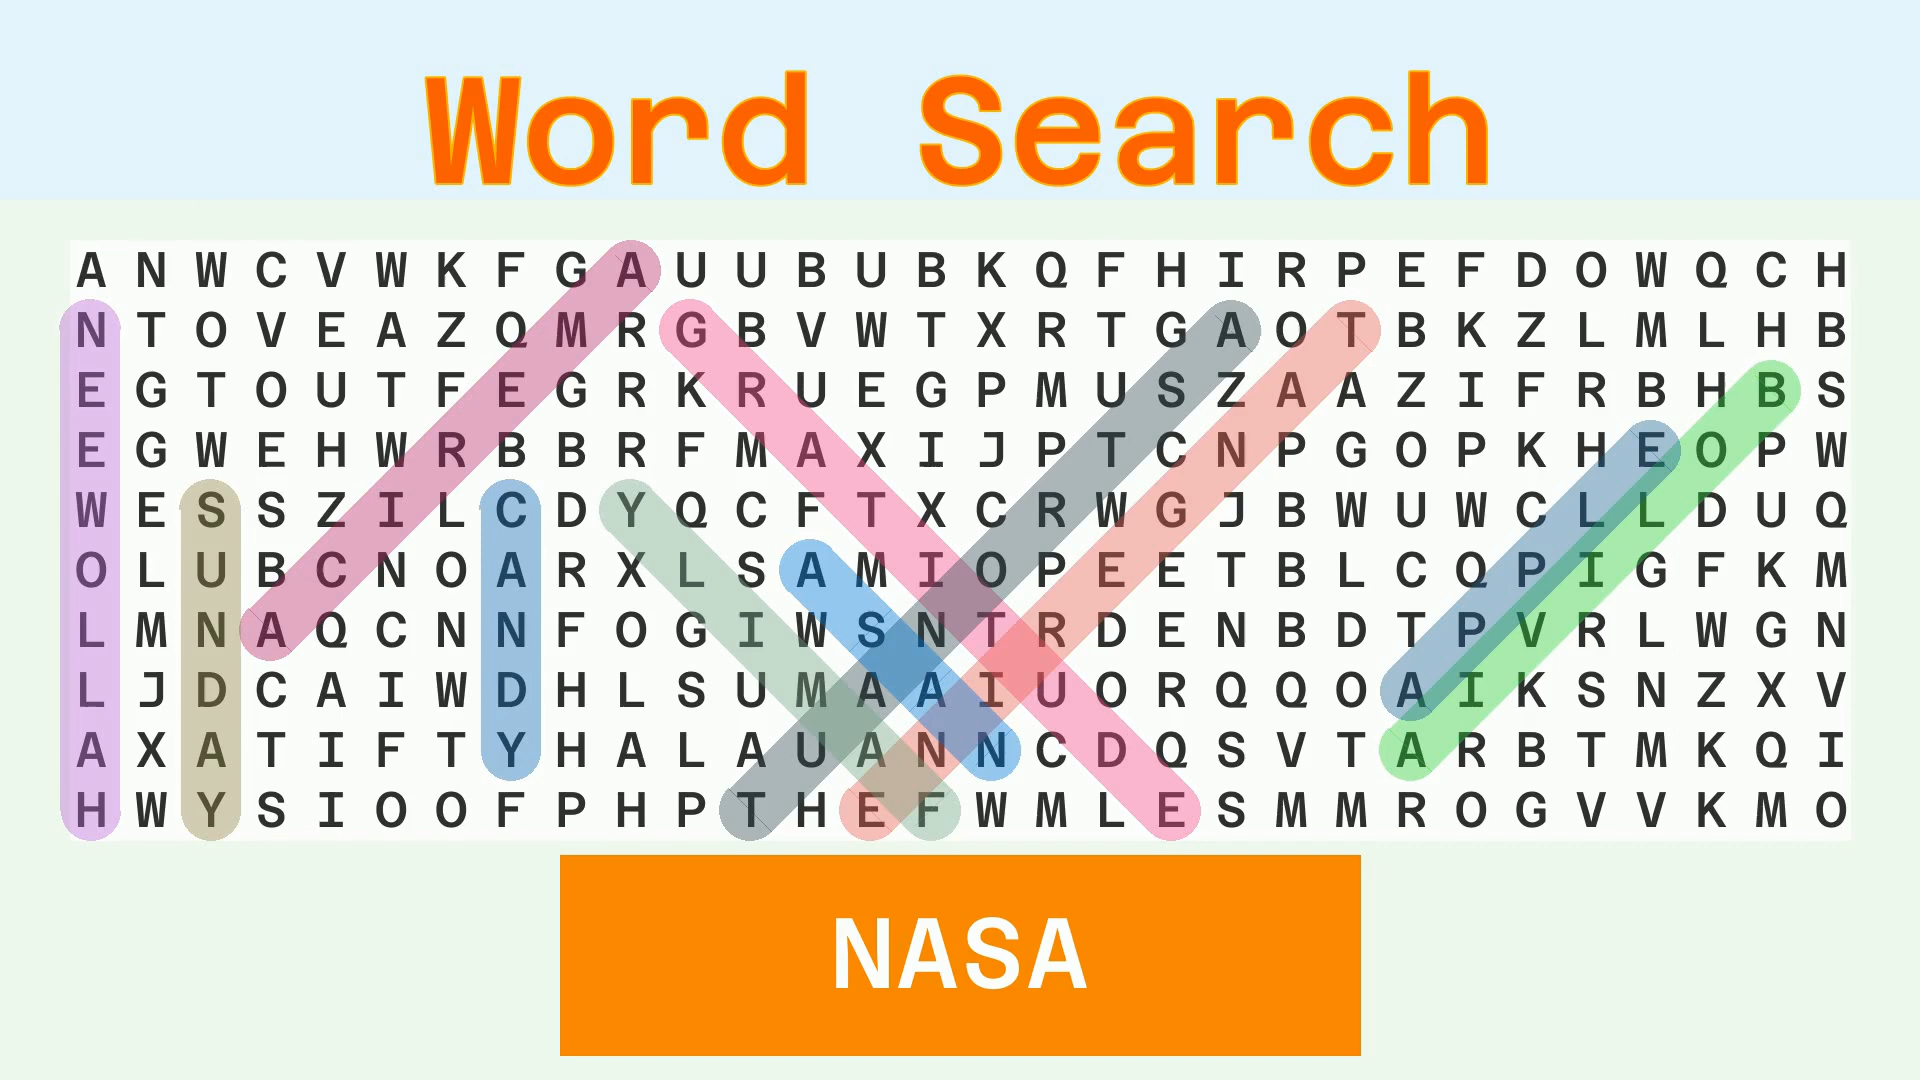 Word Search
A N W C V W K F G A U U B U B K Q F H I R P E F D O W Q C H
N T O V E A Z Q M R G B V W T X R T G A O T B K Z L M L H B
E G T O U T F E G R K R U E G P M U S Z A A Z I F R B H B S
E G W E H W R B B R F M A X I J P T C N P G O P K H E O P W
W E S S Z I L C D Y Q C F T X C R W G J B W U W C L L D U Q
O L U B C N O A R X L S A M I O P E E T B L C Q P I G F K M
L M N A Q C N N F O G I W S N T R D E N B D T P V R L W G N
L J D C A I W D H L S U M A A I U O R Q Q O A I K S N Z X V
A X A T I F T Y H A L A U A N N C D Q S V T A R B T M K Q I
H W Y S I O O F P H P T H E F W M L E S M M R O G V V K M O
NASA